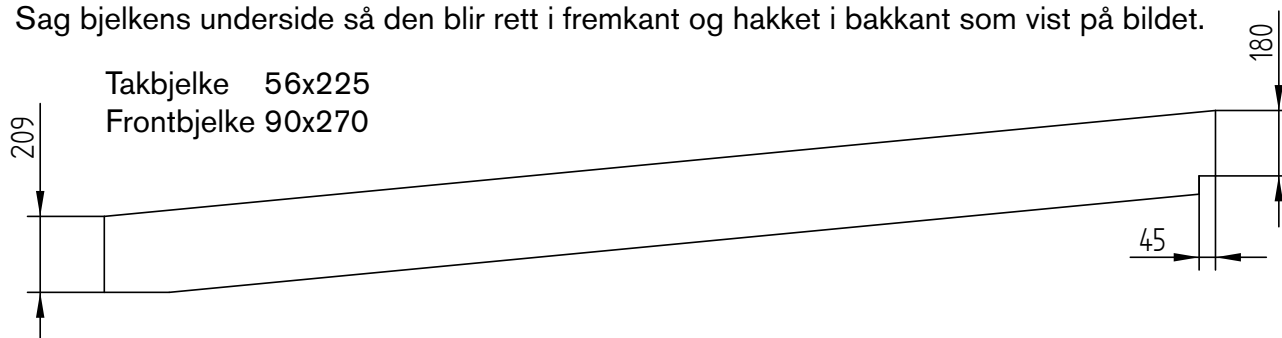 Sag bjelkens underside så den blir rett i fremkant og hakket i bakkant som vist på bildet.
Takbjelke 56x225
Frontbjelke 90x270
209
180
45